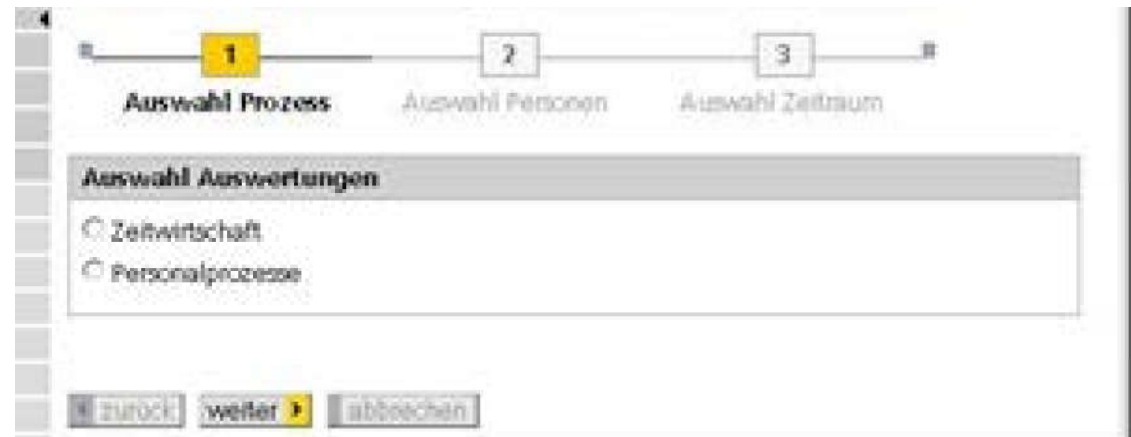 1 2 3
Auswahl Prozess Auswahl Personen Auswahl Zeitraum
Auswahl Auswertungen
Zeitwirtschaft
Personalprozesse
zurück weiter abbrechen